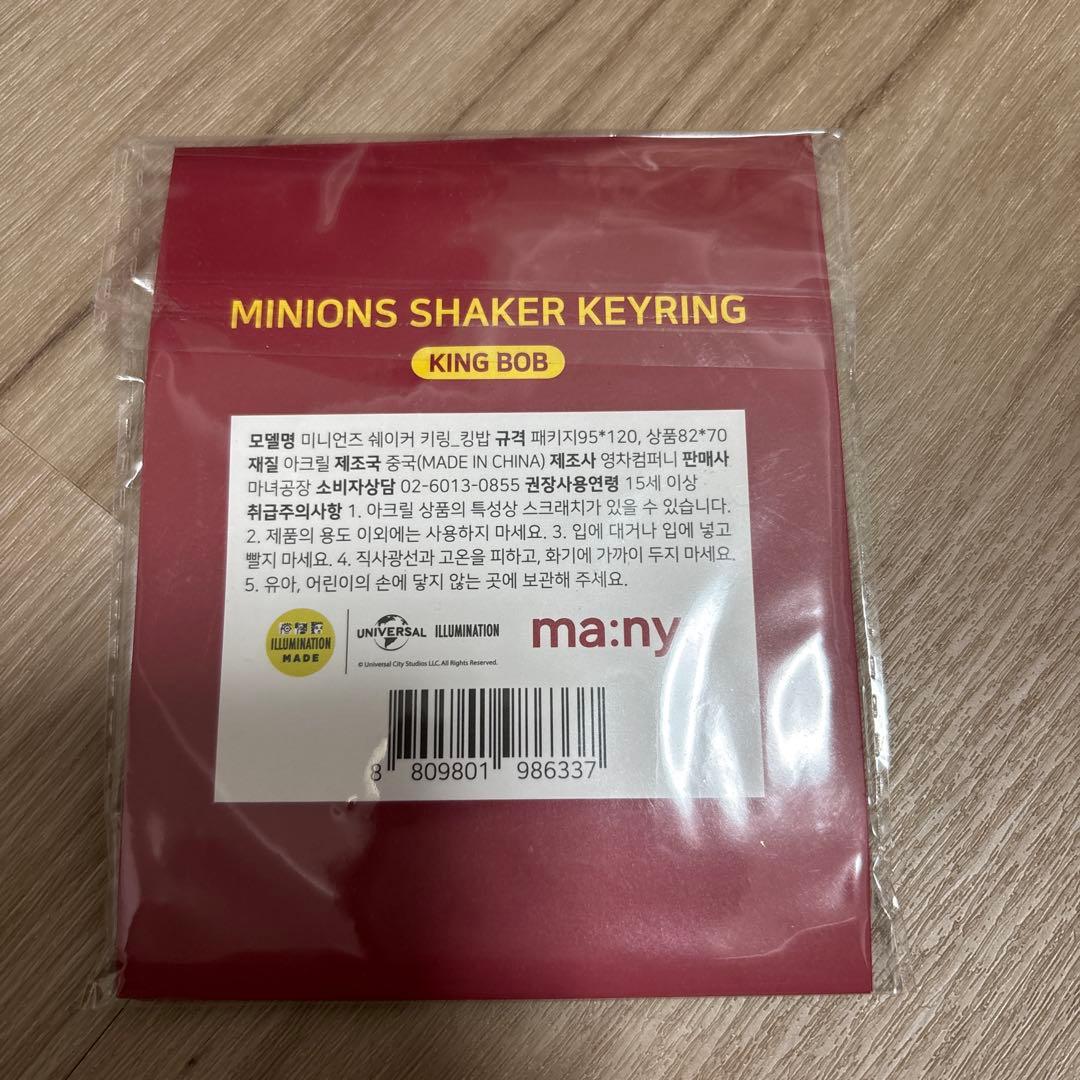 MINIONS SHAKER KEYRING
KING BOB
모델명 미니언즈 쉐이커 키링_킹밥 규격 패키지95*120, 상품82*70
재질 아크릴 제조국 중국(MADE IN CHINA) 제조사 영차컴퍼니 판매사
마녀공장 소비자상담 02-6013-0855 권장사용연령 15세 이상
취급주의사항 1. 아크릴 상품의 특성상 스크래치가 있을 수 있습니다.
2. 제품의 용도 이외에는 사용하지 마세요. 3. 입에 대거나 입에 넣고
빨지 마세요. 4. 직사광선과 고온을 피하고, 화기에 가까이 두지 마세요.
5. 유아, 어린이의 손에 닿지 않는 곳에 보관해 주세요.
ILLUMINATION
MADE
UNIVERSAL ILLUMINATION
© Universal City Studios LLC. All Rights Reserved.
ma:ny
8 809801 986337